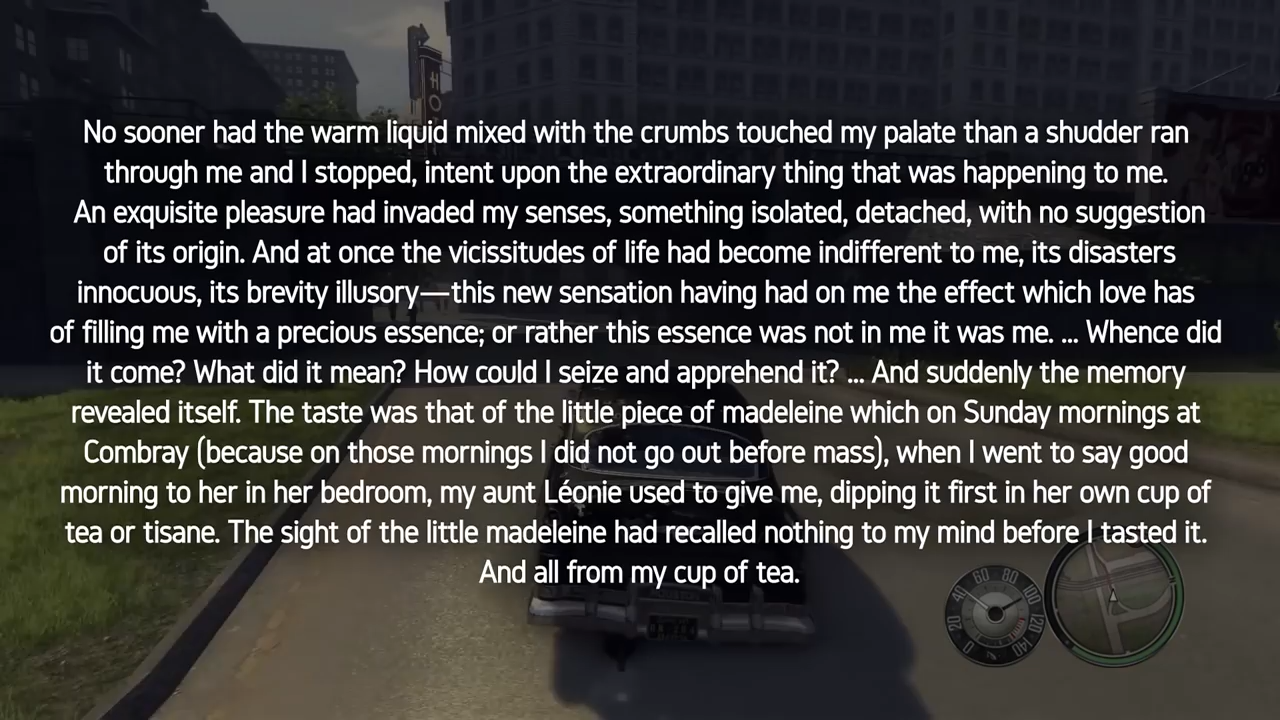 HO
No sooner had the warm liquid mixed with the crumbs touched my palate than a shudder ran
through me and I stopped, intent upon the extraordinary thing that was happening to me.
An exquisite pleasure had invaded my senses, something isolated, detached, with no suggestion
of its origin. And at once the vicissitudes of life had become indifferent to me, its disasters
innocuous, its brevity illusory—this new sensation having had on me the effect which love has
of filling me with a precious essence; or rather this essence was not in me it was me. ... Whence did
it come? What did it mean? How could I seize and apprehend it? ... And suddenly the memory
revealed itself. The taste was that of the little piece of madeleine which on Sunday mornings at
Combray (because on those mornings I did not go out before mass), when I went to say good
morning to her in her bedroom, my aunt Léonie used to give me, dipping it first in her own cup of
tea or tisane. The sight of the little madeleine had recalled nothing to my mind before I tasted it.
And all from my cup of tea.
0 20 40 60 80 100 120 140